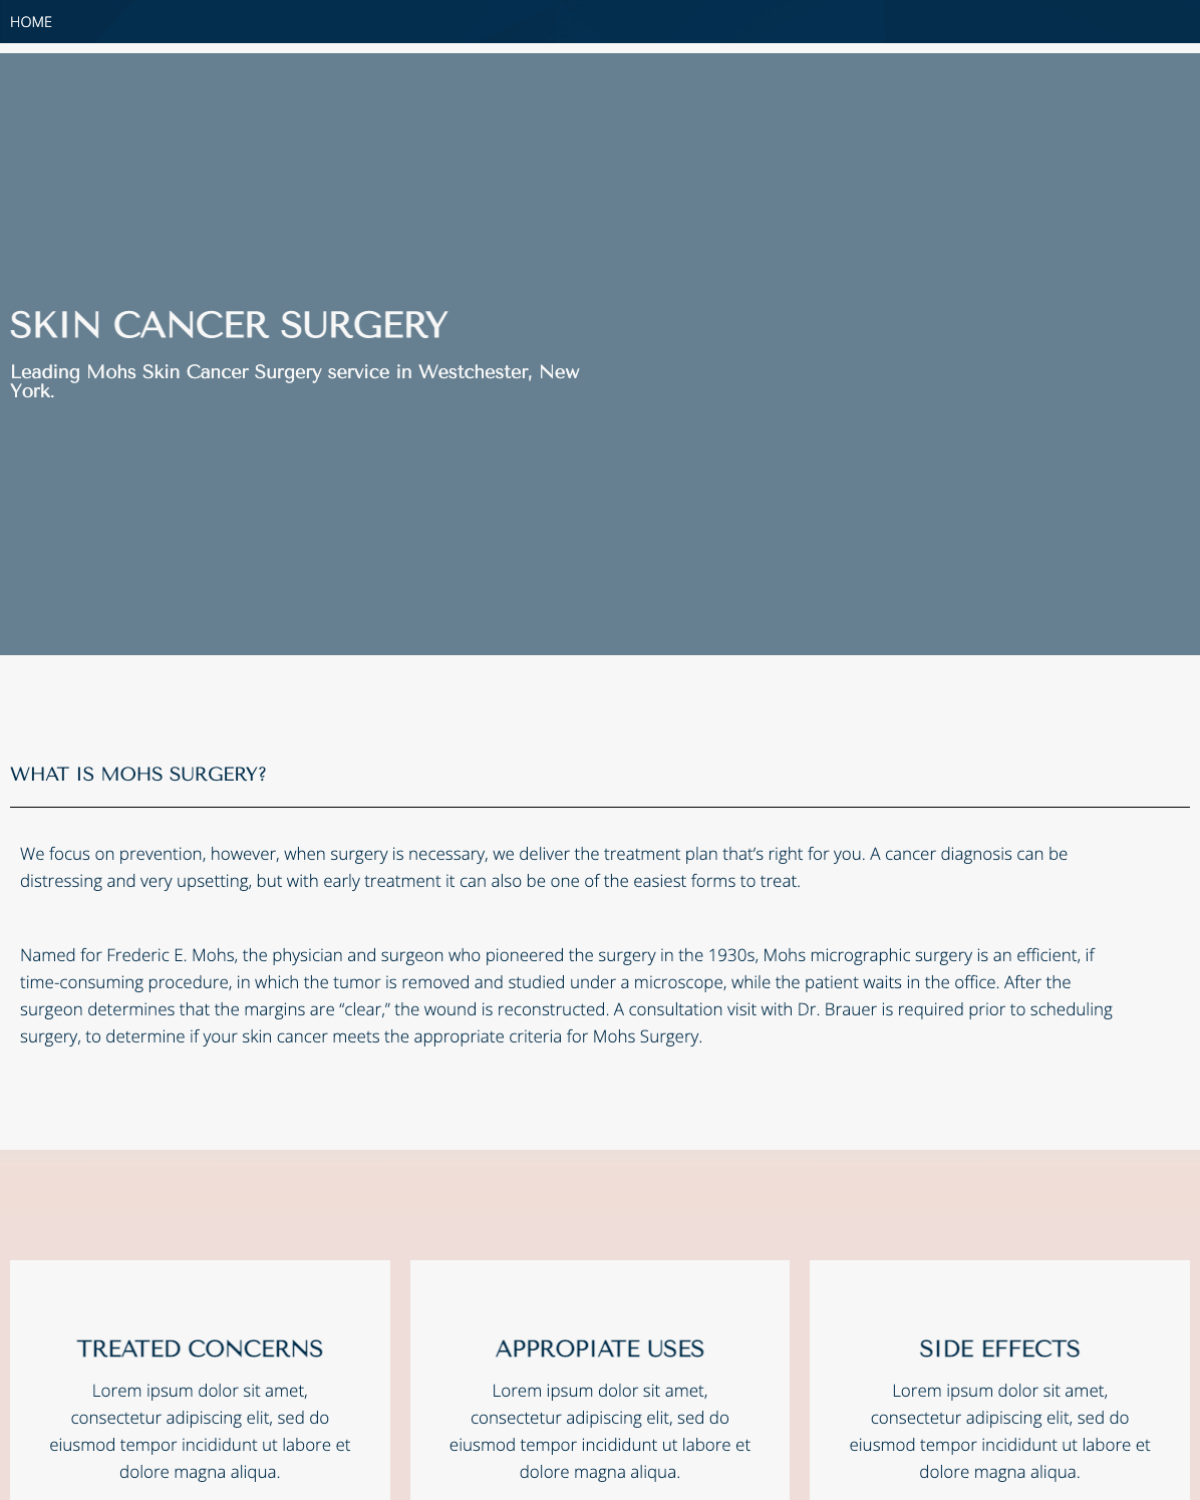 HOME
SKIN CANCER SURGERY
Leading Mohs Skin Cancer Surgery service in Westchester, New
York.
WHAT IS MOHS SURGERY?
We focus on prevention, however, when surgery is necessary, we deliver the treatment plan that’s right for you. A cancer diagnosis can be
distressing and very upsetting, but with early treatment it can also be one of the easiest forms to treat.
Named for Frederic E. Mohs, the physician and surgeon who pioneered the surgery in the 1930s, Mohs micrographic surgery is an efficient, if
time-consuming procedure, in which the tumor is removed and studied under a microscope, while the patient waits in the office. After the
surgeon determines that the margins are “clear,” the wound is reconstructed. A consultation visit with Dr. Brauer is required prior to scheduling
surgery, to determine if your skin cancer meets the appropriate criteria for Mohs Surgery.
TREATED CONCERNS
Lorem ipsum dolor sit amet,
consectetur adipiscing elit, sed do
eiusmod tempor incididunt ut labore et
dolore magna aliqua.
APPROPIATE USES
Lorem ipsum dolor sit amet,
consectetur adipiscing elit, sed do
eiusmod tempor incididunt ut labore et
dolore magna aliqua.
SIDE EFFECTS
Lorem ipsum dolor sit amet,
consectetur adipiscing elit, sed do
eiusmod tempor incididunt ut labore et
dolore magna aliqua.